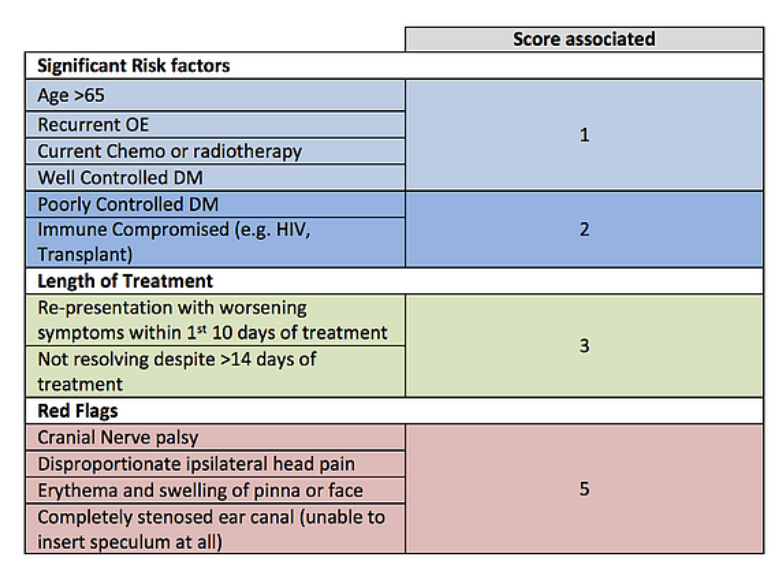 Score associated
Significant Risk factors
Age >65
Recurrent OE
Current Chemo or radiotherapy
Well Controlled DM
1
Poorly Controlled DM
Immune Compromised (e.g. HIV,
Transplant)
2
Length of Treatment
Re-presentation with worsening
symptoms within 1st 10 days of treatment
Not resolving despite >14 days of
treatment
3
Red Flags
Cranial Nerve palsy
Disproportionate ipsilateral head pain
Erythema and swelling of pinna or face
Completely stenosed ear canal (unable to
insert speculum at all)
5